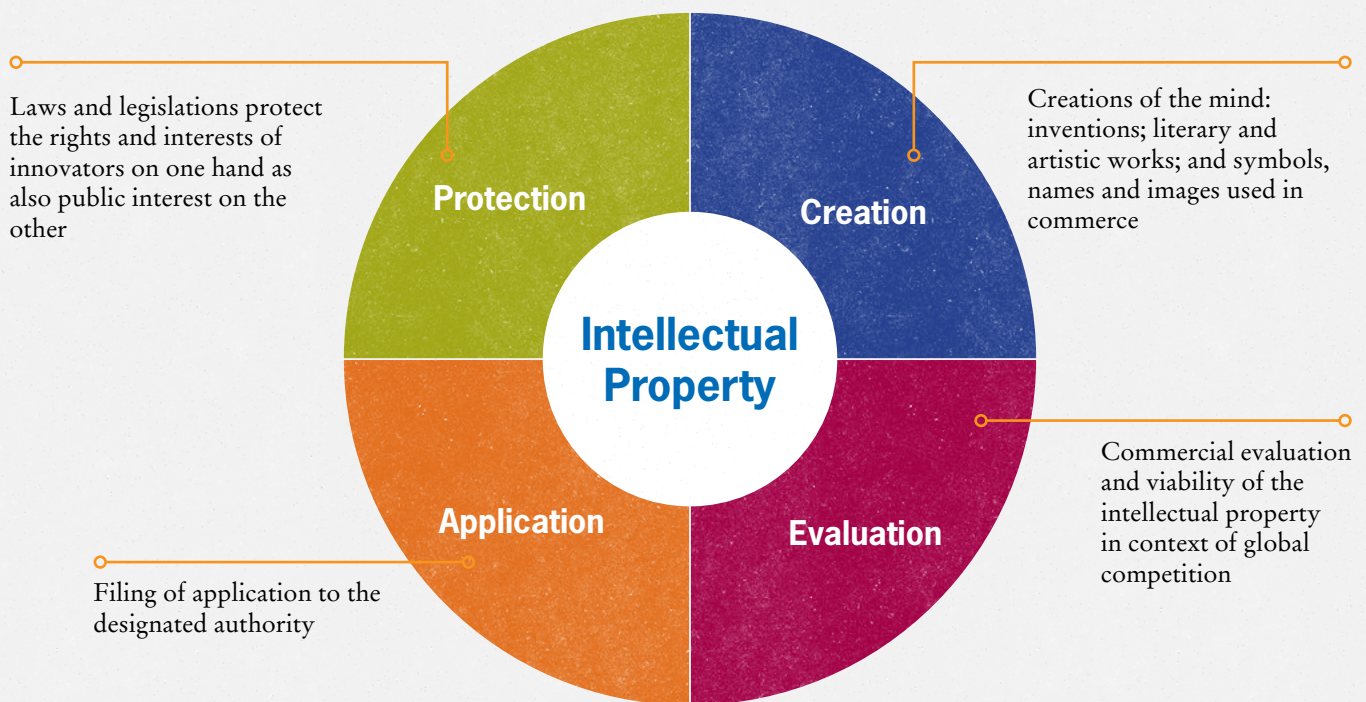 Laws and legislations protect
the rights and interests of
innovators on one hand as
also public interest on the
other
Protection
Creation
Creations of the mind:
inventions; literary and
artistic works; and symbols,
names and images used in
commerce
Intellectual
Property
Application
Filing of application to the
designated authority
Evaluation
Commercial evaluation
and viability of the
intellectual property
in context of global
competition